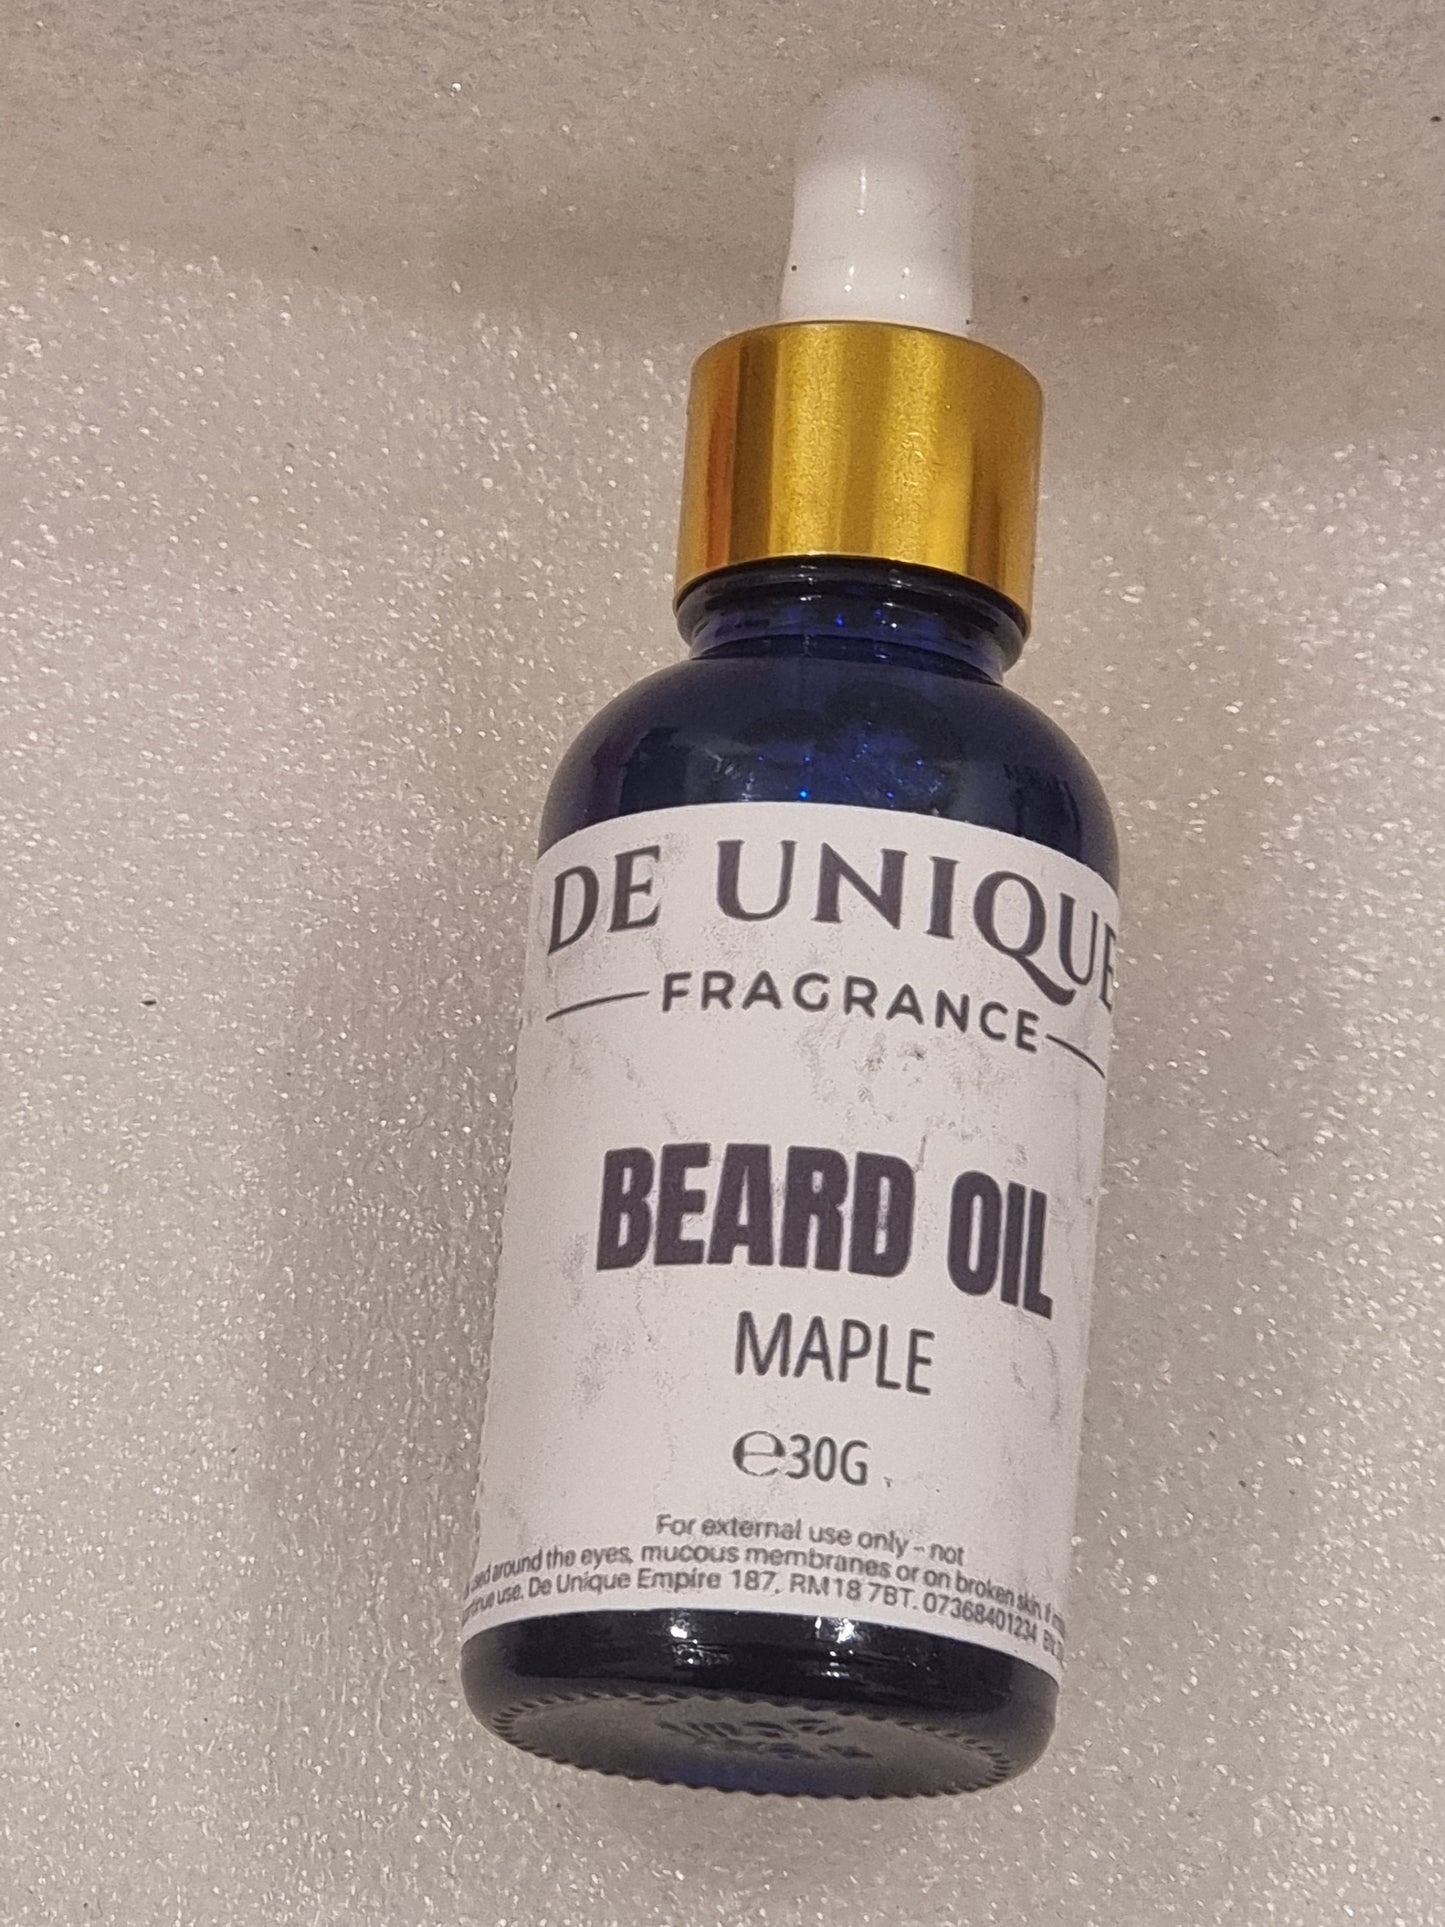 DE UNIQUE
FRAGRANCE
BEARD OIL
MAPLE
℮30G
For external use only - not
around the eyes, mucous membranes or on broken skin. If
use. De Unique Empire 187, RM18 7BT. 07368401234